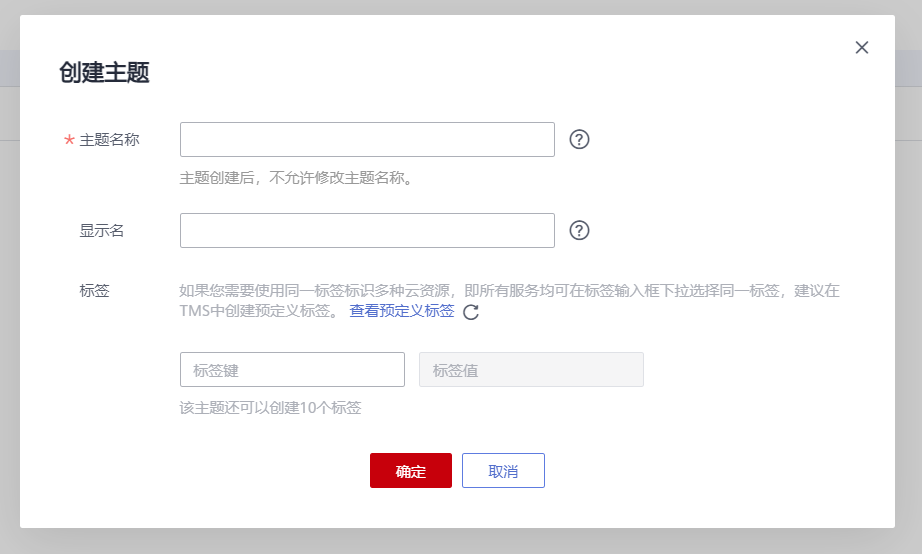 创建主题
* 主题名称
主题创建后，不允许修改主题名称。
显示名
标签
如果您需要使用同一标签标识多种云资源，即所有服务均可在标签输入框下拉选择同一标签，建议在
TMS中创建预定义标签。 查看预定义标签
标签键 标签值
该主题还可以创建10个标签
确定 取消